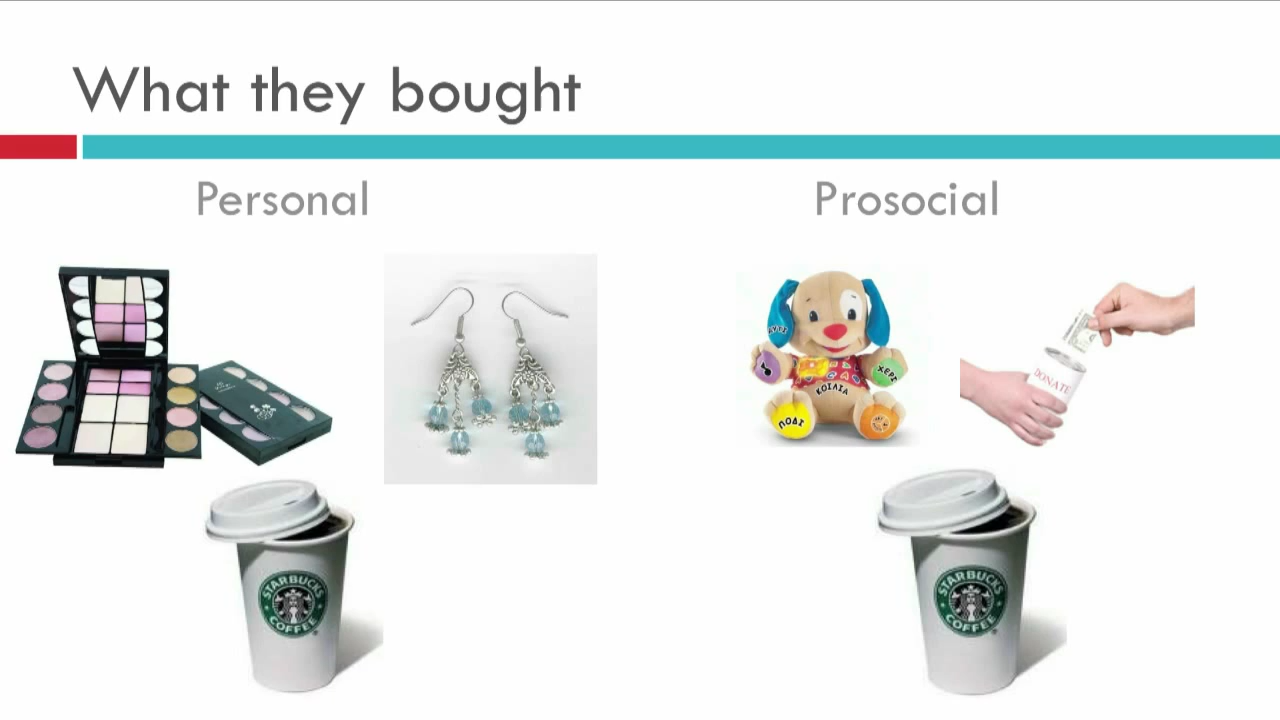 What they bought
Personal
Prosocial
ΧΕΡΙ
ΚΟΙΛΙΑ
ΠΟΔΙ
DONATE
STARBUCKS
COFFEE
STARBUCKS
COFFEE